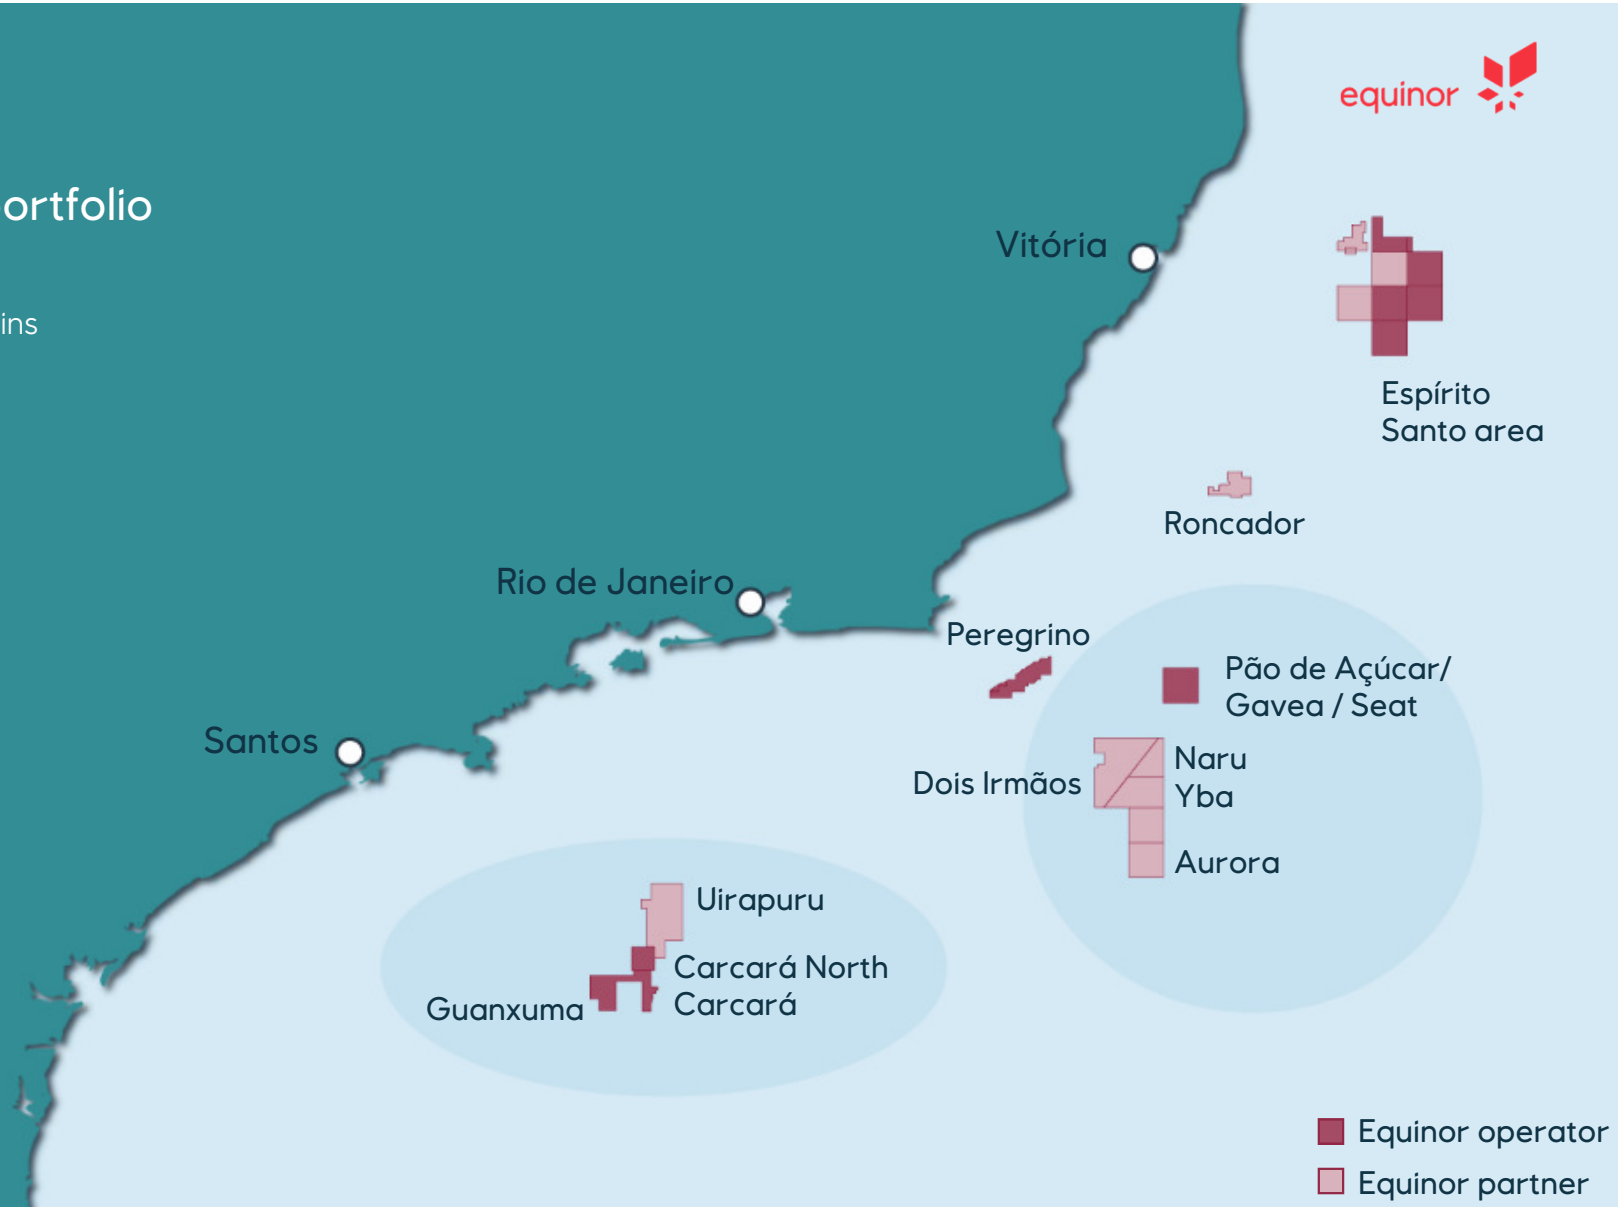 equinor
ortfolio
ins
Vitória
Espírito
Santo area
Roncador
Rio de Janeiro
Peregrino
Pão de Açúcar/
Gavea / Seat
Santos
Naru
Dois Irmãos
Yba
Aurora
Uirapuru
Carcará North
Guanxuma
Carcará
Equinor operator
Equinor partner